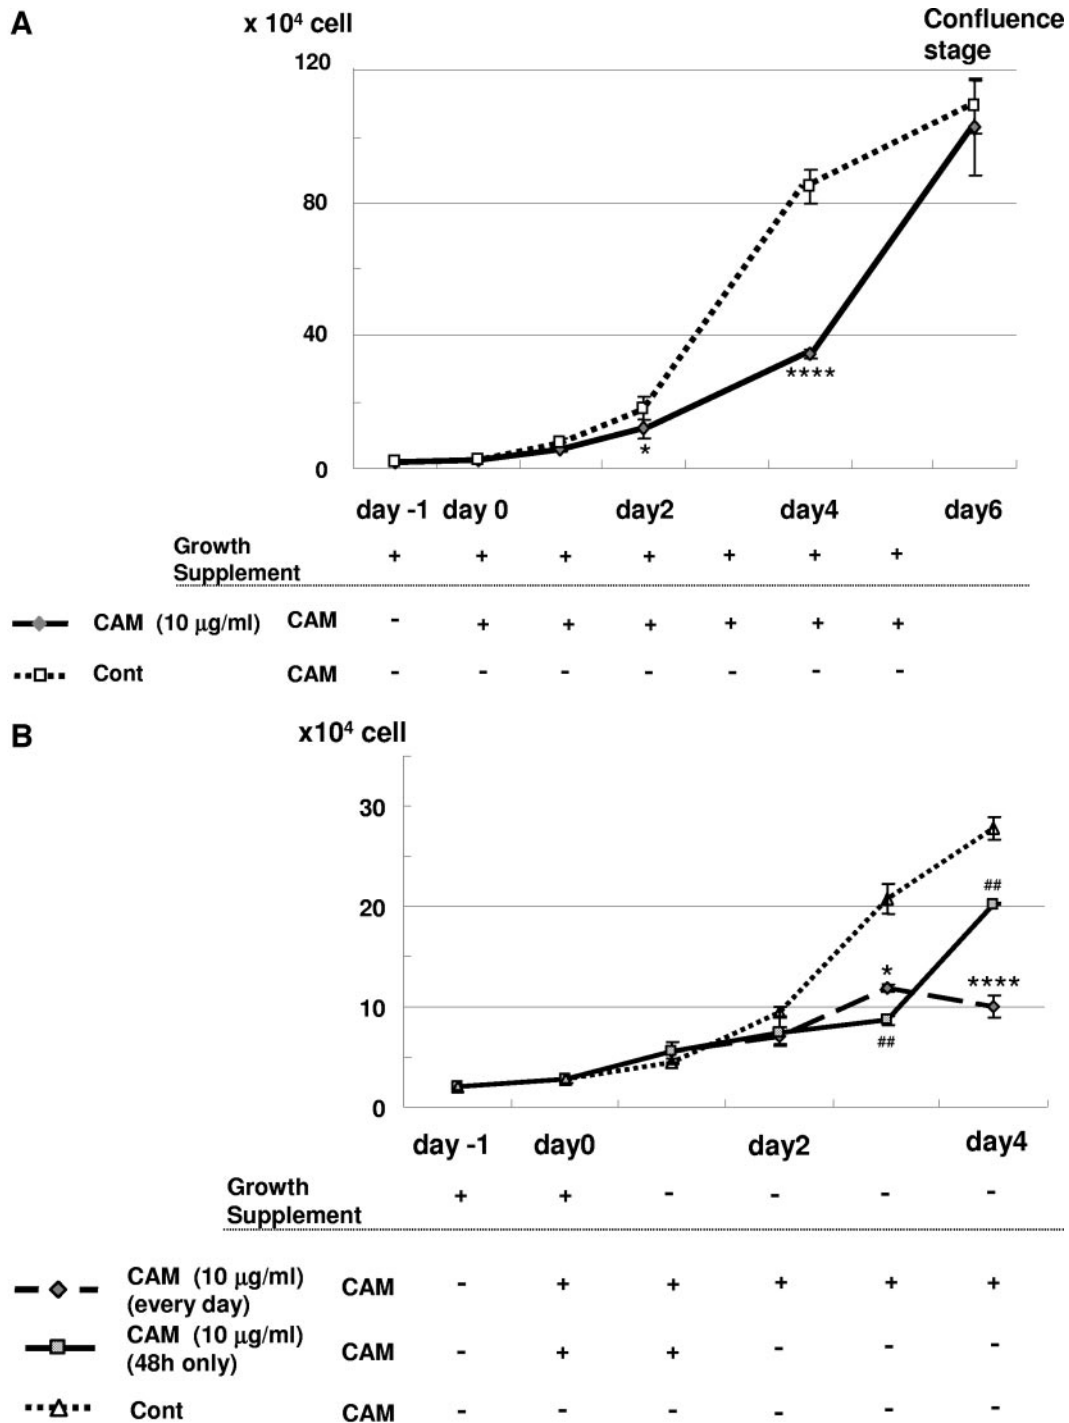 A
x 10⁴ cell
Confluence
stage
120
80
40
0
****
*
day -1 day 0 day2 day4 day6
Growth
Supplement
+ + + + + + +
CAM (10 μg/ml) CAM - + + + + + +
Cont CAM - - - - - - -
B
x10⁴ cell
30
20
10
0
##
*
****
##
day -1 day0 day2 day4
Growth
Supplement
+ + - - - -
CAM (10 μg/ml)
(every day)
CAM - + + + + +
CAM (10 μg/ml)
(48h only)
CAM - + + - - -
Cont CAM - - - - - -